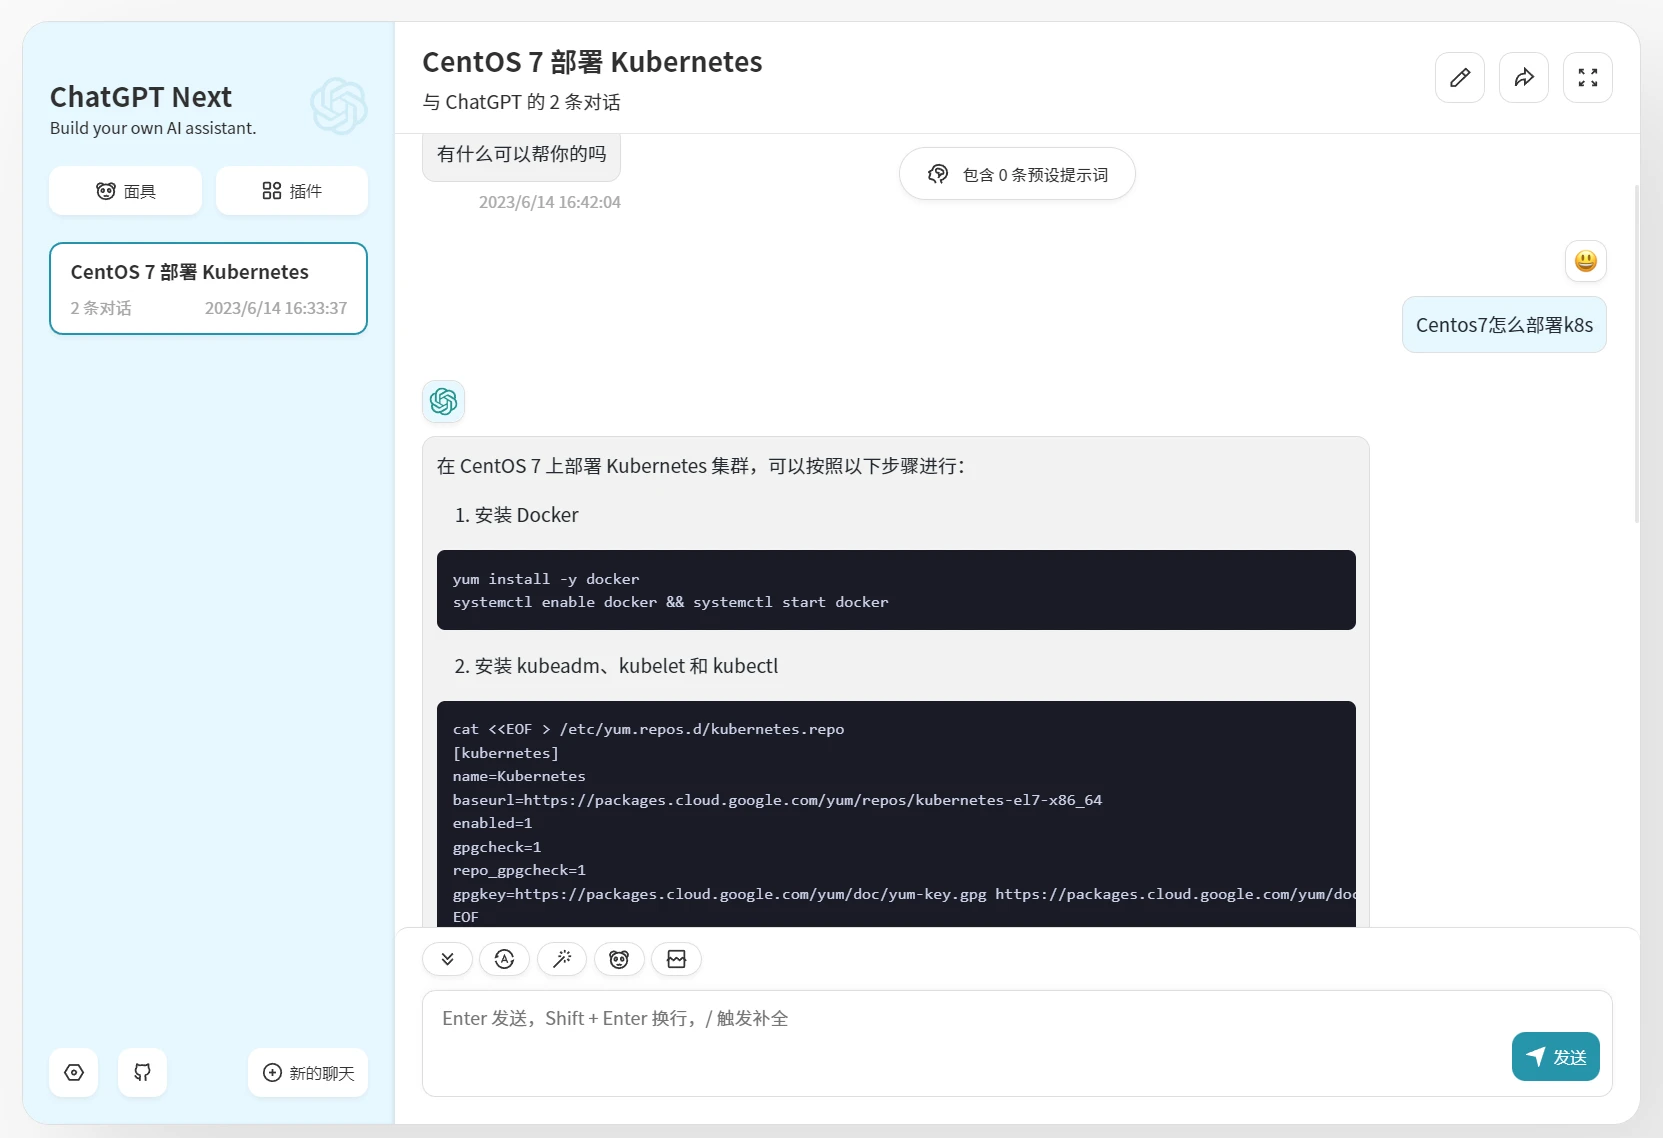 ChatGPT Next
Build your own AI assistant.
面具
插件
CentOS 7 部署 Kubernetes
2 条对话
2023/6/14 16:33:37
新的聊天
CentOS 7 部署 Kubernetes
与 ChatGPT 的 2 条对话
有什么可以帮你的吗
2023/6/14 16:42:04
包含 0 条预设提示词
Centos7怎么部署k8s
在 CentOS 7 上部署 Kubernetes 集群，可以按照以下步骤进行：
1. 安装 Docker
yum install -y docker
systemctl enable docker && systemctl start docker
2. 安装 kubeadm、kubelet 和 kubectl
cat <<EOF > /etc/yum.repos.d/kubernetes.repo
[kubernetes]
name=Kubernetes
baseurl=https://packages.cloud.google.com/yum/repos/kubernetes-el7-x86_64
enabled=1
gpgcheck=1
repo_gpgcheck=1
gpgkey=https://packages.cloud.google.com/yum/doc/yum-key.gpg https://packages.cloud.google.com/yum/doc
EOF
Enter 发送，Shift + Enter 换行，/ 触发补全
发送